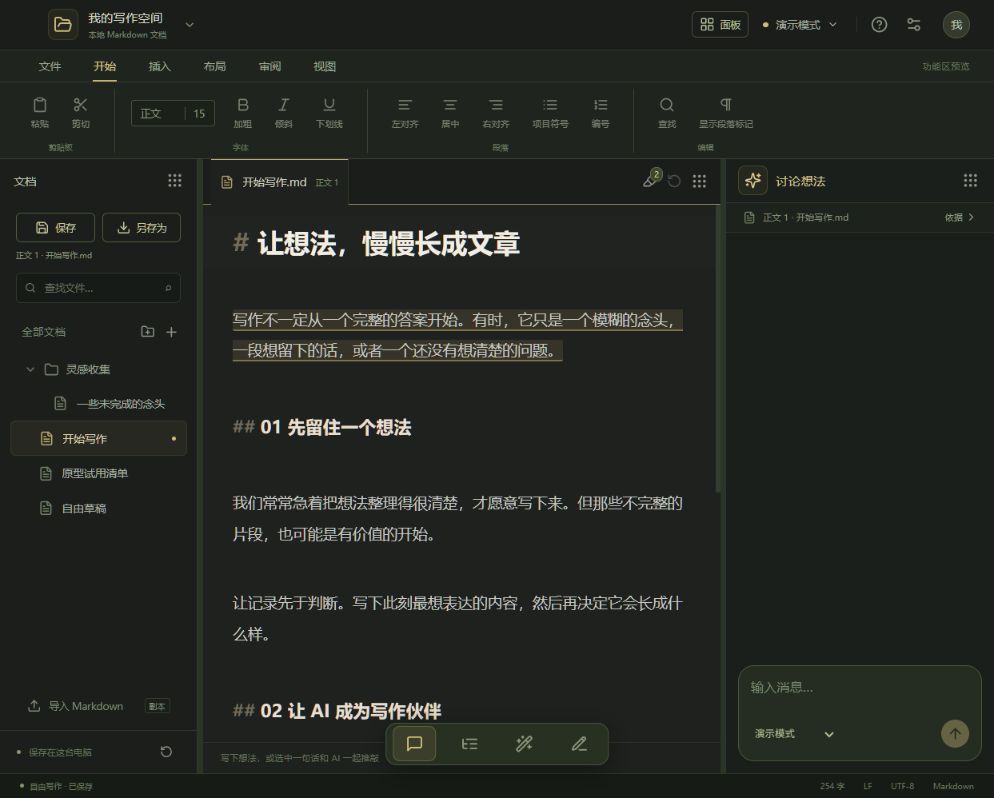 我的写作空间
本地 Markdown 文档
面板
演示模式
我
文件
开始
插入
布局
审阅
视图
功能区预览
粘贴
剪切
剪贴板
正文
15
加粗
倾斜
下划线
字体
左对齐
居中
右对齐
项目符号
编号
段落
查找
显示段落标记
编辑
文档
保存
另存为
正文 1 · 开始写作.md
查找文件...
全部文档
灵感收集
一些未完成的念头
开始写作
原型试用清单
自由草稿
导入 Markdown
副本
保存在这台电脑
开始写作.md 正文 1
2
# 让想法，慢慢长成文章
写作不一定从一个完整的答案开始。有时，它只是一个模糊的念头，
一段想留下的话，或者一个还没有想清楚的问题。
## 01 先留住一个想法
我们常常急着把想法整理得很清楚，才愿意写下来。但那些不完整的
片段，也可能是有价值的开始。
让记录先于判断。写下此刻最想表达的内容，然后再决定它会长成什
么样。
## 02 让 AI 成为写作伙伴
写下想法，或选中一句话和 AI 一起推敲
讨论想法
正文 1 · 开始写作.md
依据
输入消息...
演示模式
自由写作 · 已保存
254 字
LF
UTF-8
Markdown